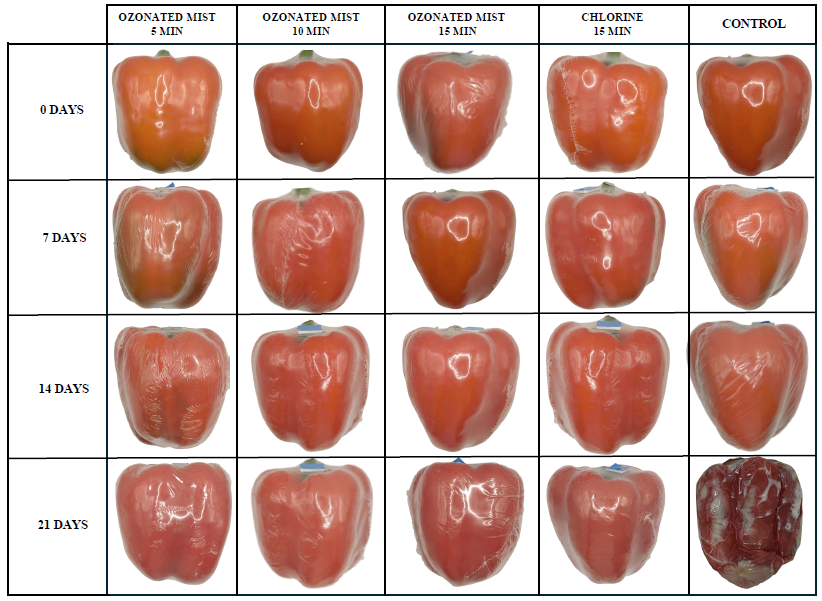 OZONATED MIST
5 MIN
OZONATED MIST
10 MIN
OZONATED MIST
15 MIN
CHLORINE
15 MIN
CONTROL
0 DAYS
7 DAYS
14 DAYS
21 DAYS